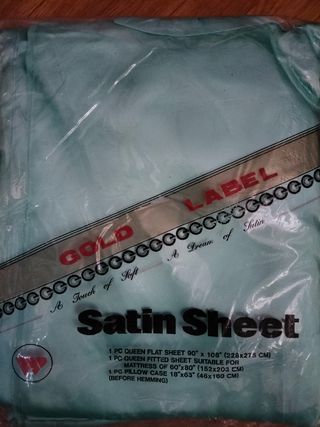 GOLD LABEL
A Touch of Soft A Dream of Satin
Satin Sheet
1 PC QUEEN FLAT SHEET 90" x 108" (228x275 CM)
1 PC QUEEN FITTED SHEET SUITABLE FOR
MATTRESS OF 60"x80" (152x203 CM)
1 PC PILLOW CASE 18"x63" (46x160 CM)
(BEFORE HEMMING)